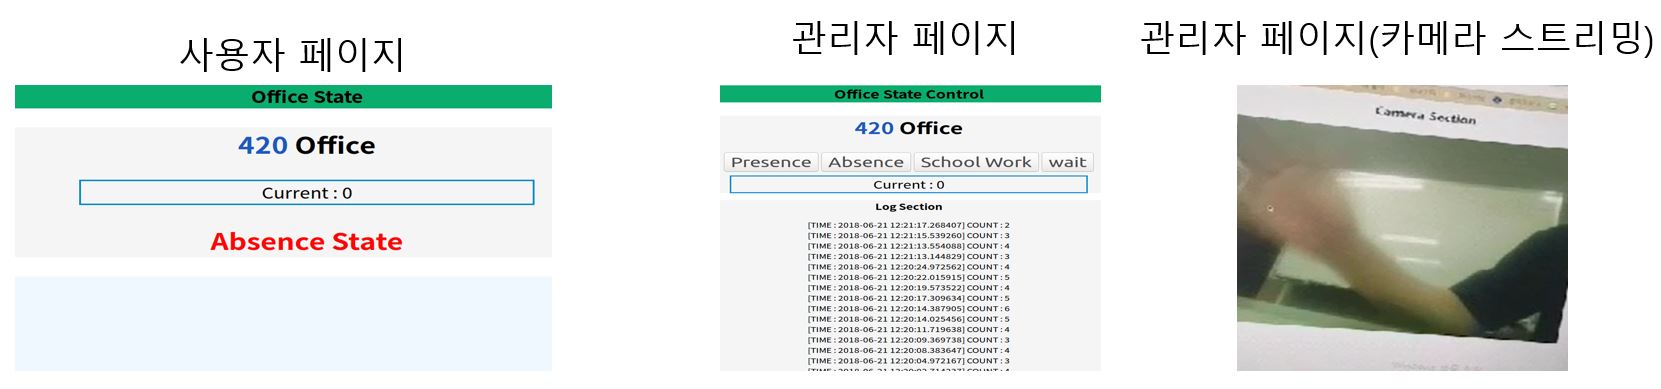 사용자 페이지
Office State
420 Office
Current : 0
Absence State
관리자 페이지
Office State Control
420 Office
Presence Absence School Work wait
Current : 0
Log Section
[TIME : 2018-06-21 12:21:17.268407] COUNT : 2
[TIME : 2018-06-21 12:21:15.539260] COUNT : 3
[TIME : 2018-06-21 12:21:13.554088] COUNT : 4
[TIME : 2018-06-21 12:21:13.144829] COUNT : 3
[TIME : 2018-06-21 12:20:24.972562] COUNT : 4
[TIME : 2018-06-21 12:20:22.015915] COUNT : 5
[TIME : 2018-06-21 12:20:19.573522] COUNT : 4
[TIME : 2018-06-21 12:20:17.309634] COUNT : 5
[TIME : 2018-06-21 12:20:14.387905] COUNT : 6
[TIME : 2018-06-21 12:20:14.025456] COUNT : 5
[TIME : 2018-06-21 12:20:11.719638] COUNT : 4
[TIME : 2018-06-21 12:20:09.369738] COUNT : 3
[TIME : 2018-06-21 12:20:08.383647] COUNT : 4
[TIME : 2018-06-21 12:20:04.972167] COUNT : 3
관리자 페이지(카메라 스트리밍)
Camera Section